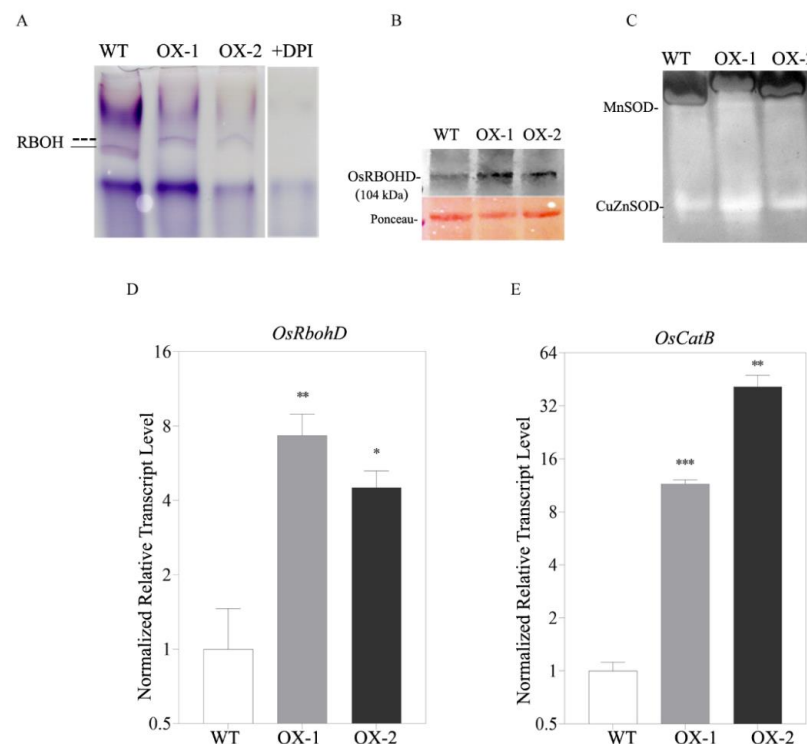 A
WT OX-1 OX-2 +DPI
RBOH
B
WT OX-1 OX-2
OsRBOHD-
(104 kDa)
Ponceau-
C
WT OX-1 OX-2
MnSOD-
CuZnSOD-
D
OsRbohD
Normalized Relative Transcript Level
16
8
4
2
1
0.5
**
*
WT OX-1 OX-2
E
OsCatB
Normalized Relative Transcript Level
64
32
16
8
4
2
1
0.5
***
**
WT OX-1 OX-2